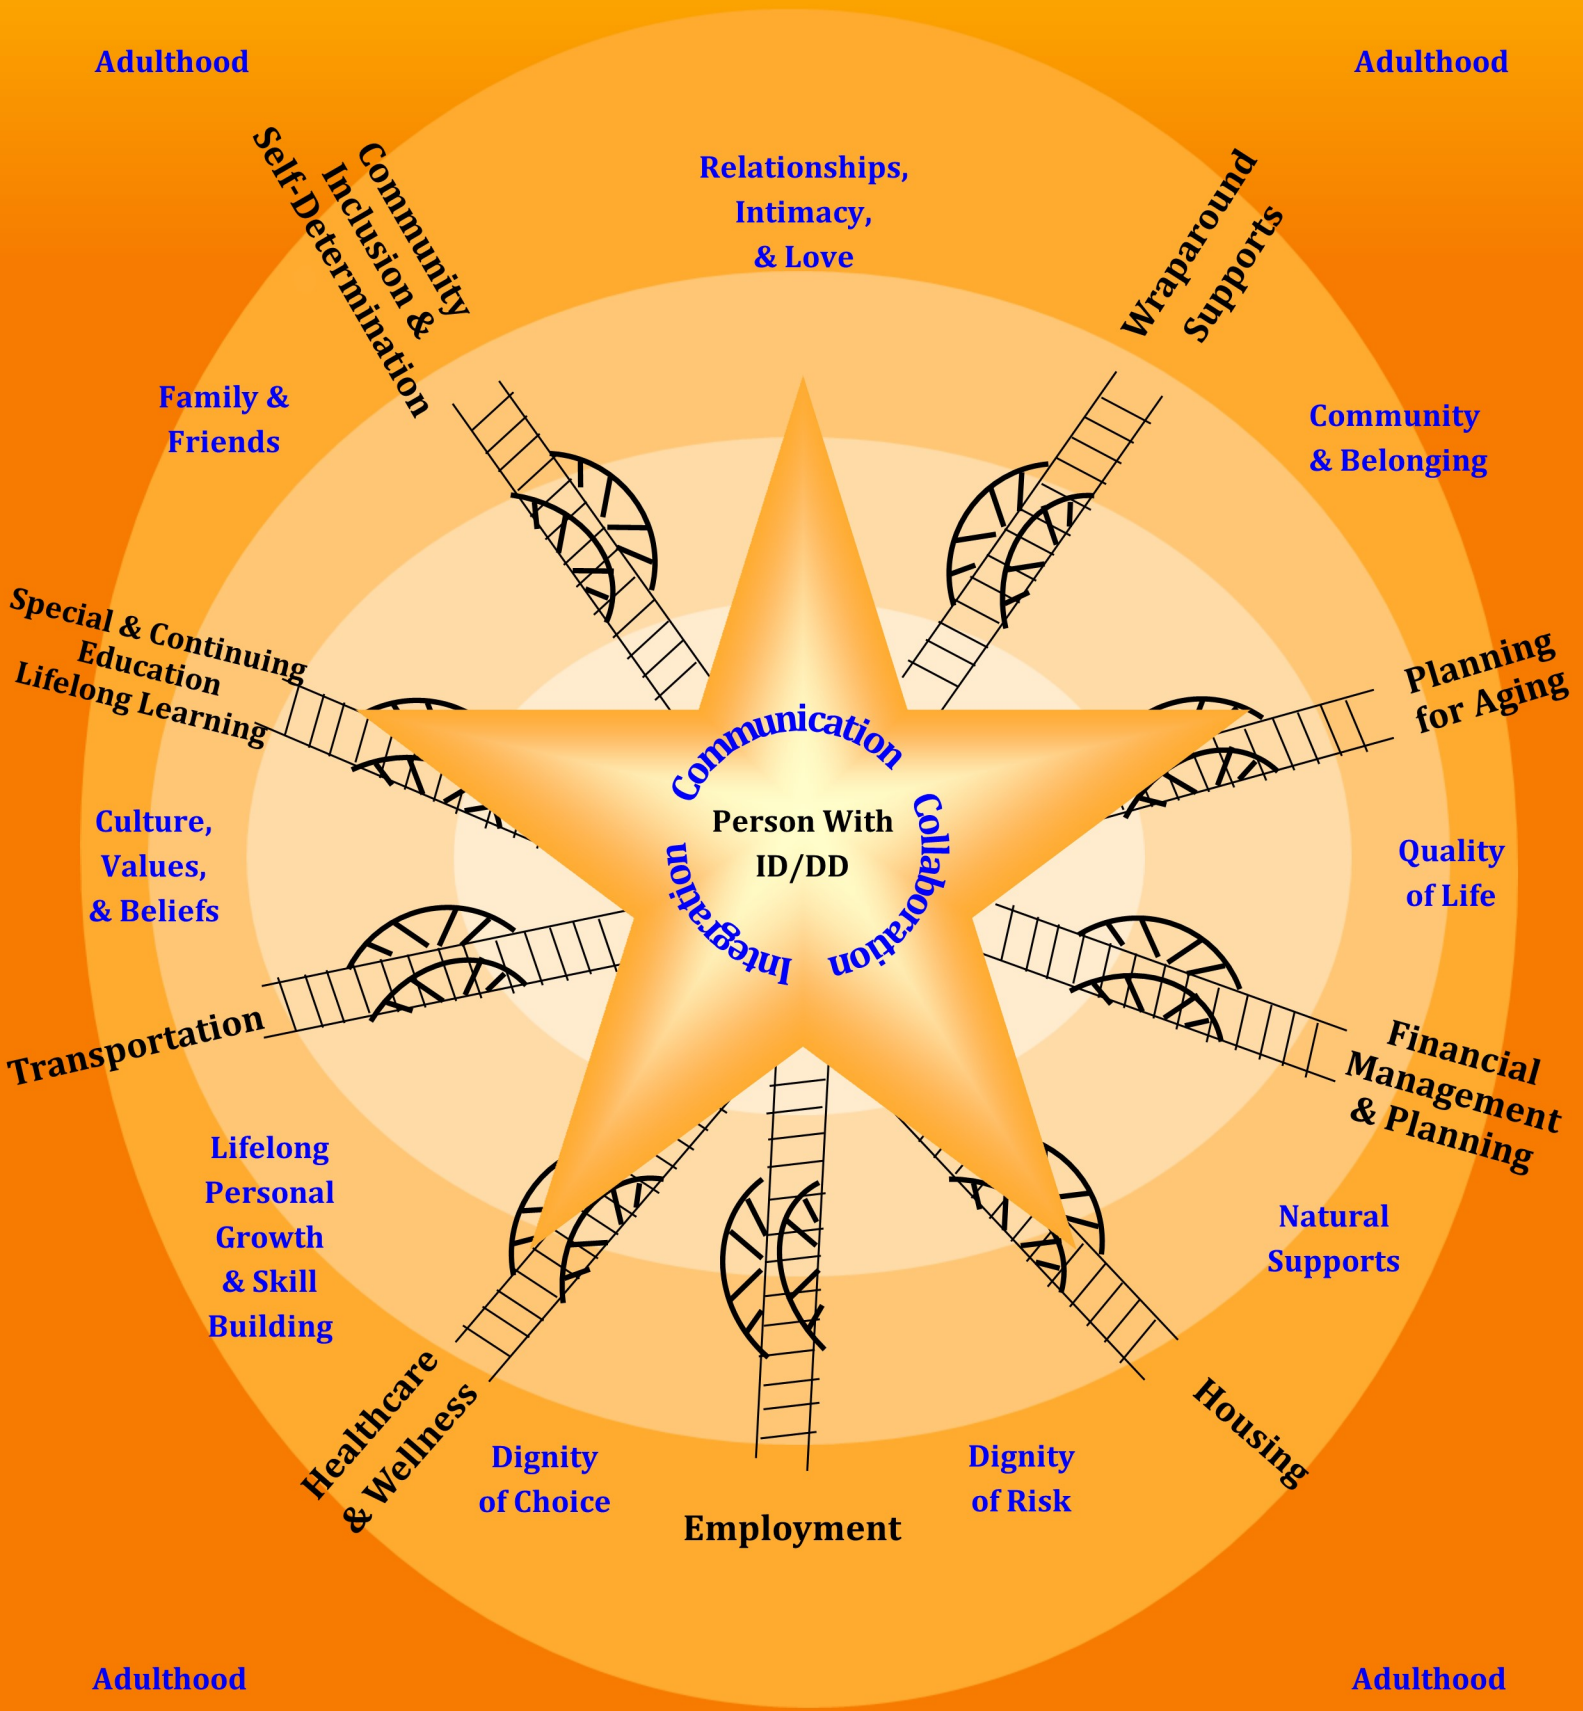 Adulthood
Adulthood
Relationships,
Intimacy,
& Love
Community
Inclusion &
Self-Determination
Wraparound
Supports
Family &
Friends
Community
& Belonging
Special & Continuing
Education
Lifelong Learning
Planning
for Aging
Communication
Collaboration
Integration
Person With
ID/DD
Culture,
Values,
& Beliefs
Quality
of Life
Transportation
Financial
Management
& Planning
Lifelong
Personal
Growth
& Skill
Building
Natural
Supports
Healthcare
& Wellness
Housing
Dignity
of Choice
Dignity
of Risk
Employment
Adulthood
Adulthood